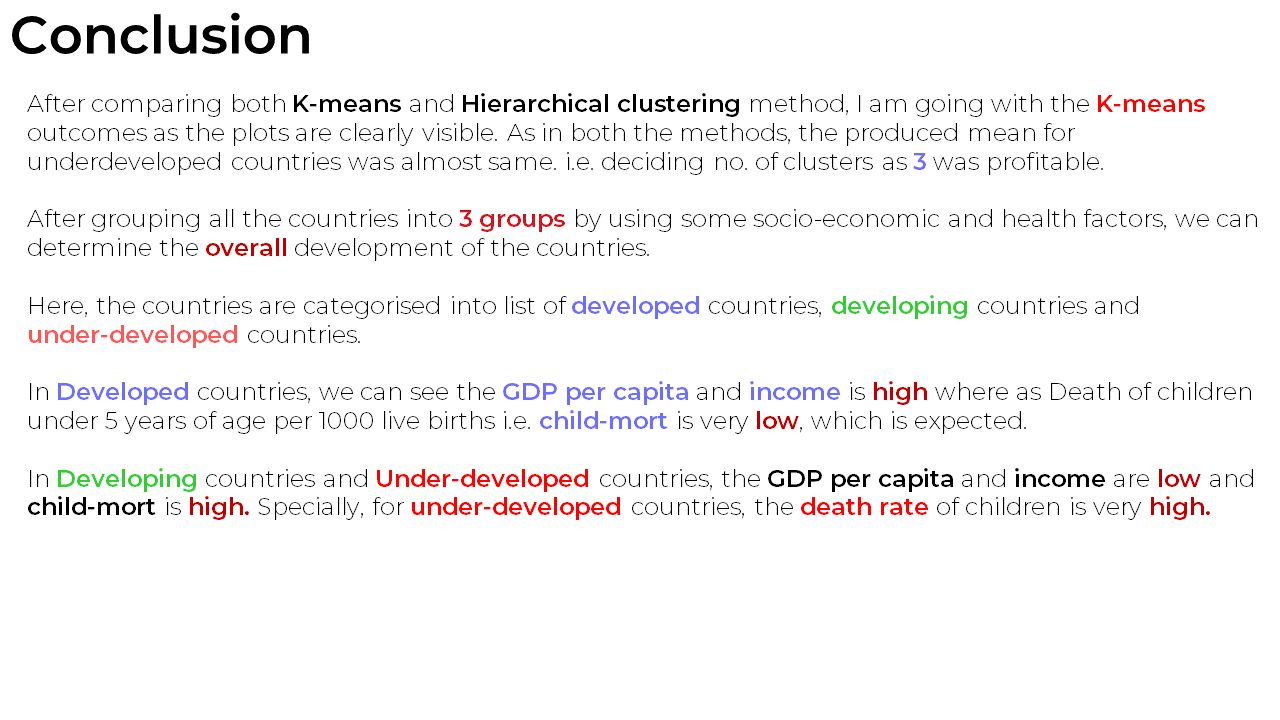 Conclusion
After comparing both K-means and Hierarchical clustering method, I am going with the K-means
outcomes as the plots are clearly visible. As in both the methods, the produced mean for
underdeveloped countries was almost same. i.e. deciding no. of clusters as 3 was profitable.
After grouping all the countries into 3 groups by using some socio-economic and health factors, we can
determine the overall development of the countries.
Here, the countries are categorised into list of developed countries, developing countries and
under-developed countries.
In Developed countries, we can see the GDP per capita and income is high where as Death of children
under 5 years of age per 1000 live births i.e. child-mort is very low, which is expected.
In Developing countries and Under-developed countries, the GDP per capita and income are low and
child-mort is high. Specially, for under-developed countries, the death rate of children is very high.